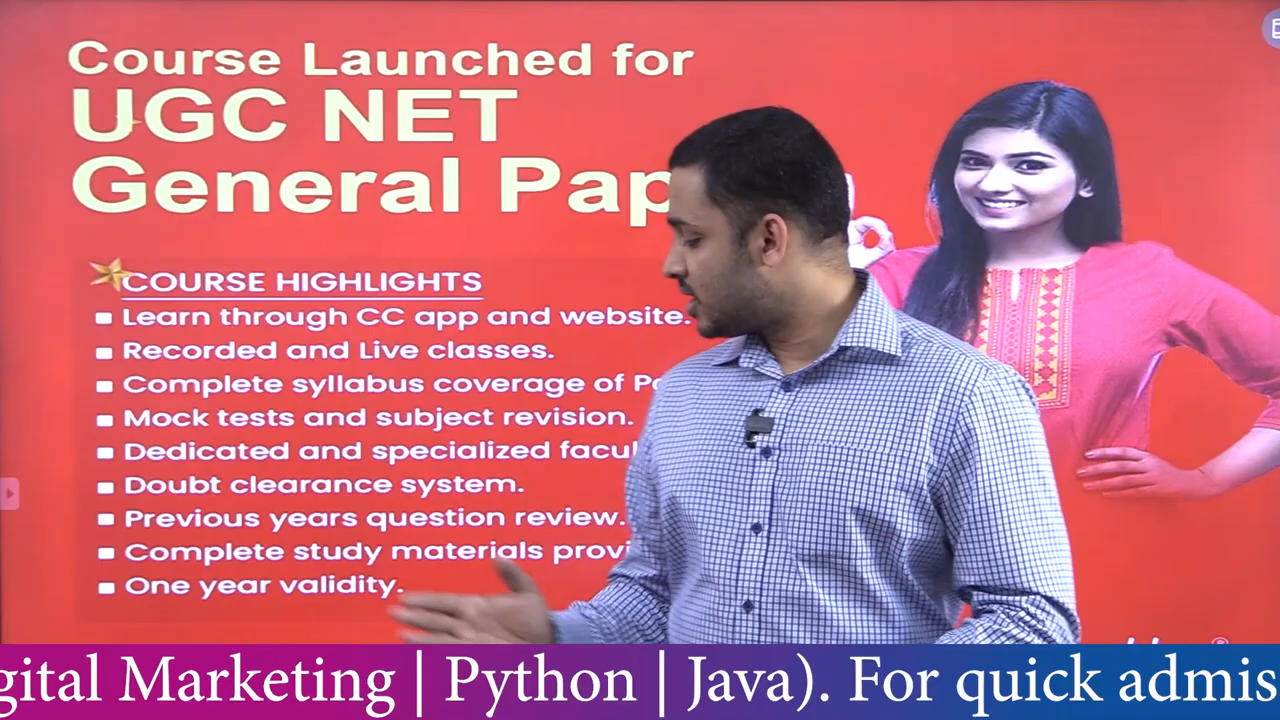 Course Launched for
UGC NET
General Pap
COURSE HIGHLIGHTS
Learn through CC app and website.
Recorded and Live classes.
Complete syllabus coverage of Pa
Mock tests and subject revision.
Dedicated and specialized facul
Doubt clearance system.
Previous years question review.
Complete study materials provi
One year validity.
gital Marketing | Python | Java). For quick admis